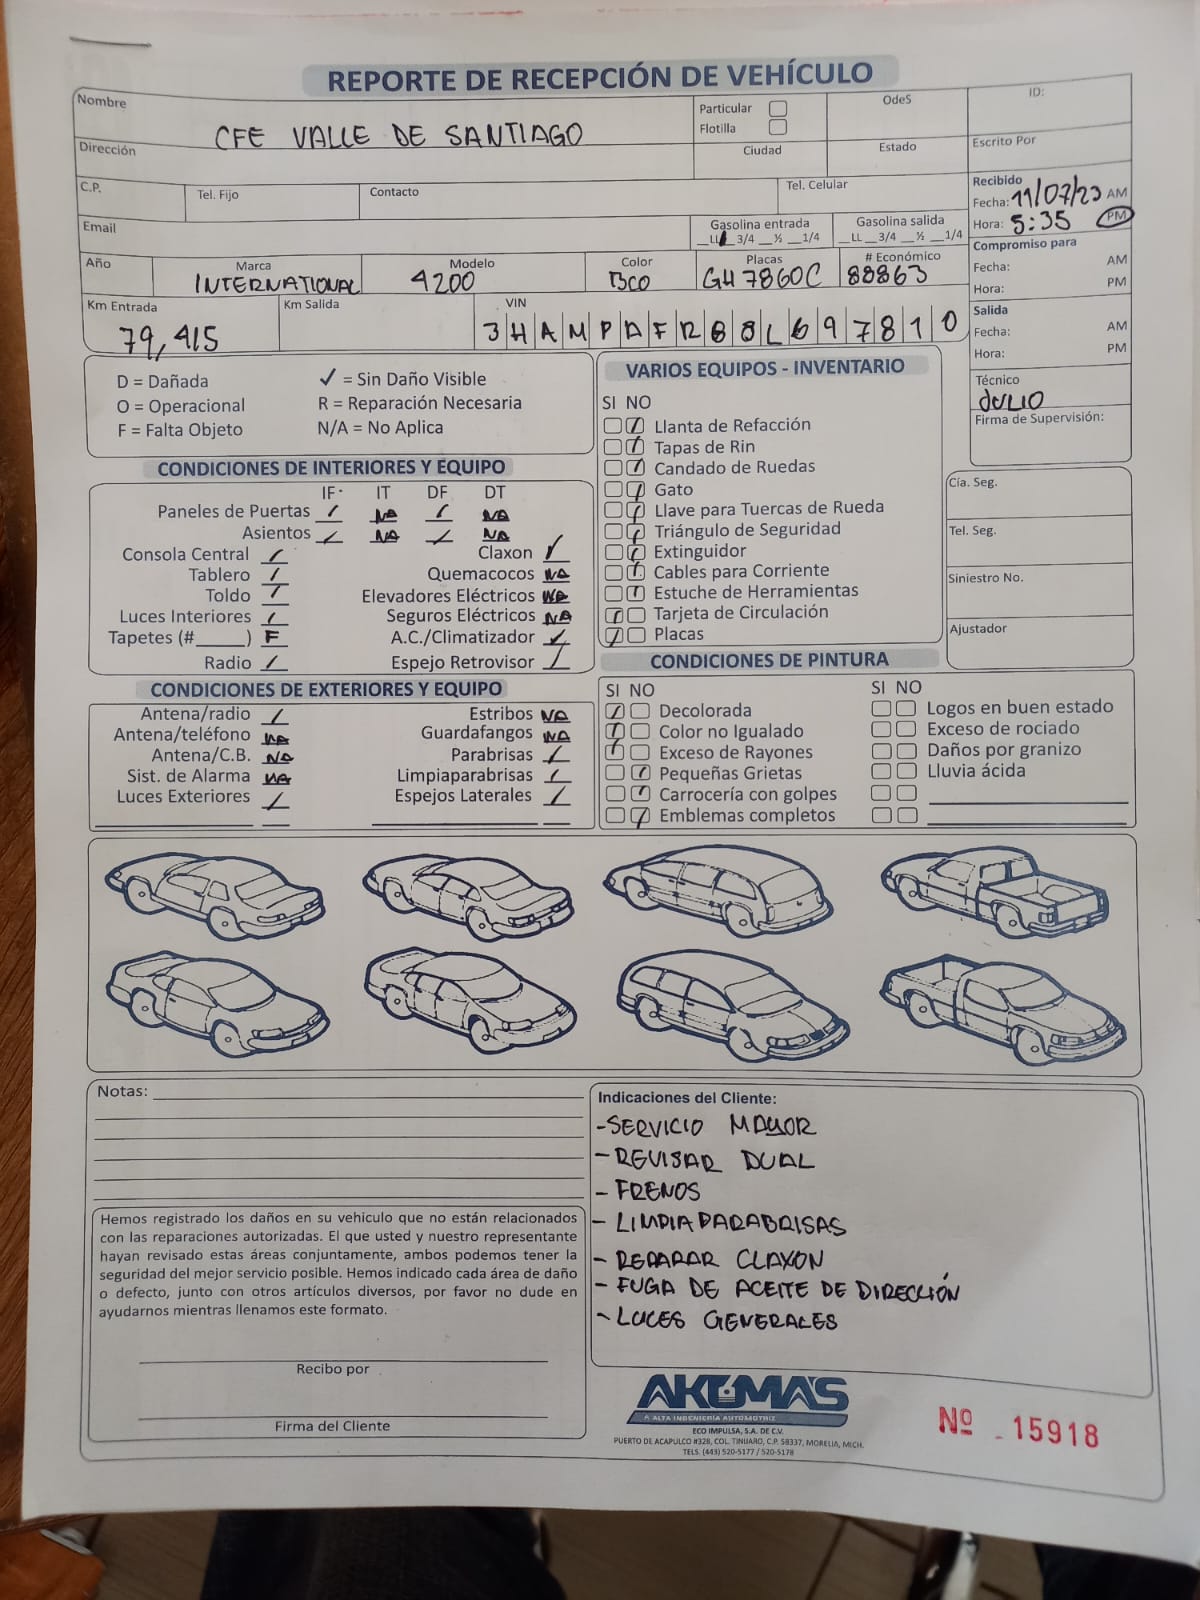 REPORTE DE RECEPCIÓN DE VEHÍCULO
Nombre
CFE VALLE DE SANTIAGO
Particular
Flotilla
OdeS
ID:
Dirección
Ciudad
Estado
Escrito Por
C.P.
Tel. Fijo
Contacto
Tel. Celular
Recibido
Fecha: 11/07/23 AM
Hora: 5:35 PM
Email
Gasolina entrada
__LL 3/4 __½ __1/4
Gasolina salida
__LL __3/4 __½ __1/4
Compromiso para
Fecha: AM
Hora: PM
Año
Marca
INTERNATIONAL
Modelo
4200
Color
BCO
Placas
GH7860C
# Económico
88863
Km Entrada
79,415
Km Salida
VIN
3HAMPAFR88L697810
Salida
Fecha: AM
Hora: PM
Técnico
JULIO
Firma de Supervisión:
D = Dañada
✓ = Sin Daño Visible
O = Operacional
R = Reparación Necesaria
F = Falta Objeto
N/A = No Aplica
VARIOS EQUIPOS - INVENTARIO
SI NO
Llanta de Refacción
Tapas de Rin
Candado de Ruedas
Gato
Llave para Tuercas de Rueda
Triángulo de Seguridad
Extinguidor
Cables para Corriente
Estuche de Herramientas
Tarjeta de Circulación
Placas
Cía. Seg.
Tel. Seg.
Siniestro No.
Ajustador
CONDICIONES DE INTERIORES Y EQUIPO
IF IT DF DT
Paneles de Puertas ✓ NA ✓ NA
Asientos ✓ NA ✓ NA
Consola Central ✓ Claxon ✓
Tablero ✓ Quemacocos NA
Toldo ✓ Elevadores Eléctricos NA
Luces Interiores ✓ Seguros Eléctricos NA
Tapetes (#_____) F A.C./Climatizador ✓
Radio ✓ Espejo Retrovisor ✓
CONDICIONES DE EXTERIORES Y EQUIPO
Antena/radio ✓ Estribos NA
Antena/teléfono NA Guardafangos NA
Antena/C.B. NA Parabrisas ✓
Sist. de Alarma NA Limpiaparabrisas ✓
Luces Exteriores ✓ Espejos Laterales ✓
CONDICIONES DE PINTURA
SI NO SI NO
Decolorada Logos en buen estado
Color no Igualado Exceso de rociado
Exceso de Rayones Daños por granizo
Pequeñas Grietas Lluvia ácida
Carrocería con golpes
Emblemas completos
Notas:
Indicaciones del Cliente:
-SERVICIO MAYOR
- REVISAR DUAL
- FRENOS
- LIMPIAPARABRISAS
- REPARAR CLAXON
- FUGA DE ACEITE DE DIRECCIÓN
- LUCES GENERALES
Hemos registrado los daños en su vehiculo que no están relacionados
con las reparaciones autorizadas. El que usted y nuestro representante
hayan revisado estas áreas conjuntamente, ambos podemos tener la
seguridad del mejor servicio posible. Hemos indicado cada área de daño
o defecto, junto con otros artículos diversos, por favor no dude en
ayudarnos mientras llenamos este formato.
Recibo por
Firma del Cliente
AKOMA'S
A ALTA INGENIERÍA AUTOMOTRIZ
ECO IMPULSA, S.A. DE C.V.
PUERTO DE ACAPULCO #328, COL. TINIJARO, C.P. 58337, MORELIA, MICH.
TELS. (443) 520-5177 / 520-5178
Nº 15918